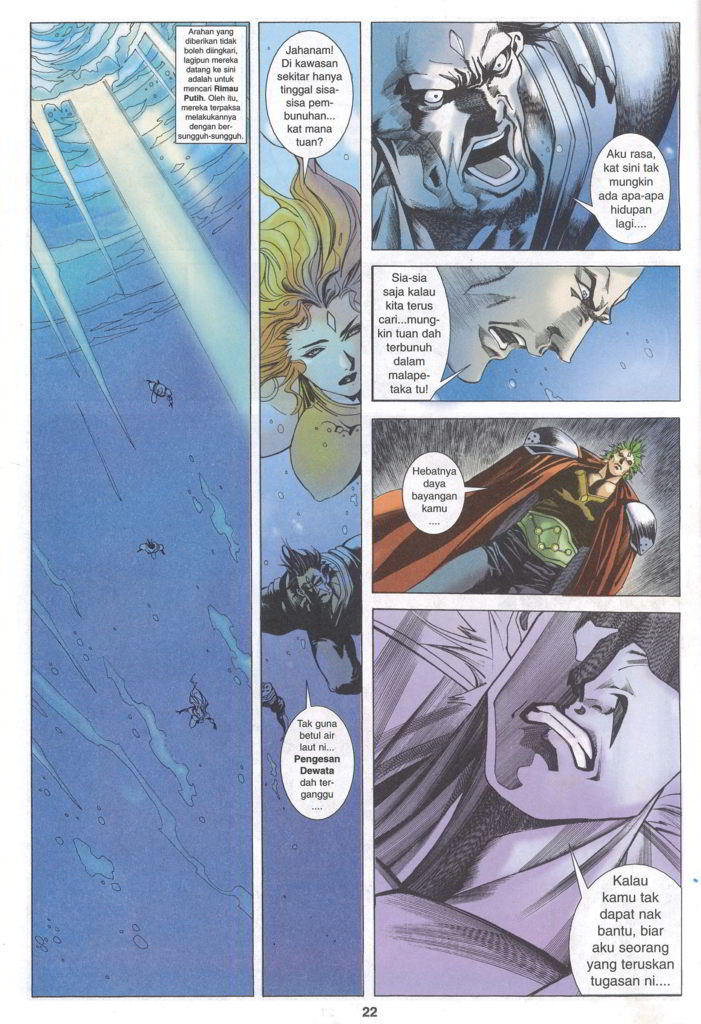 Arahan yang
diberikan tidak
boleh diingkari,
lagipun mereka
datang ke sini
adalah untuk
mencari Rimau
Putih. Oleh itu,
mereka terpaksa
melakukannya
dengan ber-
sungguh-sungguh.
Jahanam!
Di kawasan
sekitar hanya
tinggal sisa-
sisa pem-
bunuhan...
kat mana
tuan?
Tak guna
betul air
laut ni...
Pengesan
Dewata
dah ter-
ganggu
....
Aku rasa,
kat sini tak
mungkin
ada apa-apa
hidupan
lagi....
Sia-sia
saja kalau
kita terus
cari...mung-
kin tuan dah
terbunuh
dalam
malape-
taka tu!
Hebatnya
daya
bayangan
kamu
....
Kalau
kamu tak
dapat nak
bantu, biar
aku seorang
yang teruskan
tugasan ni....
22